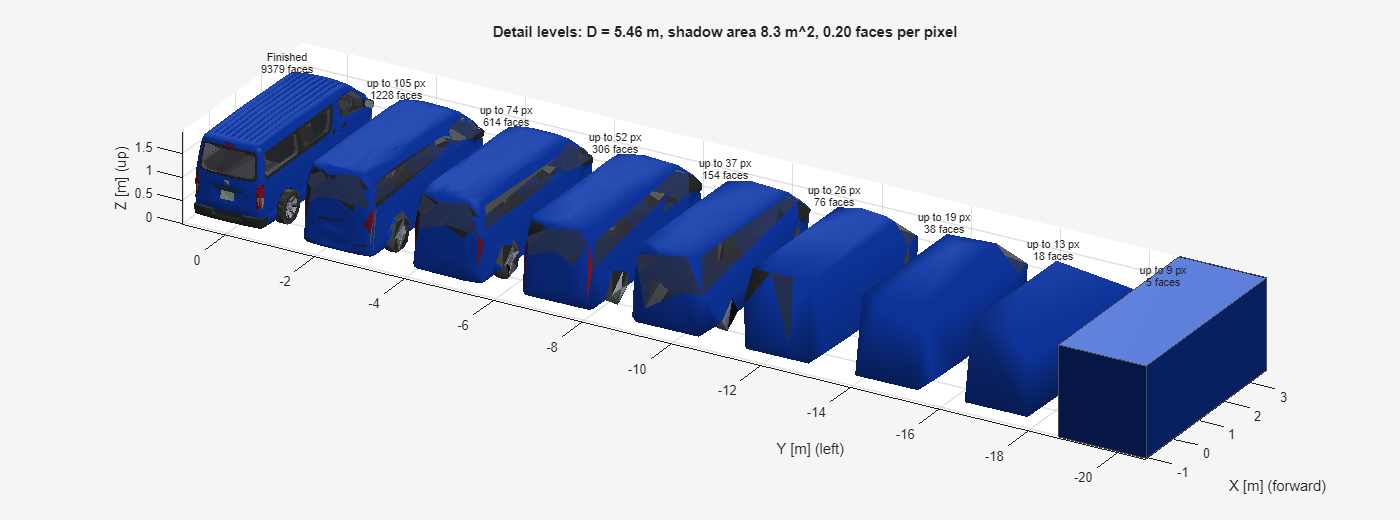 Detail levels: D = 5.46 m, shadow area 8.3 m^2, 0.20 faces per pixel
Finished
9379 faces
up to 105 px
1228 faces
up to 74 px
614 faces
up to 52 px
306 faces
up to 37 px
154 faces
up to 26 px
76 faces
up to 19 px
38 faces
up to 13 px
18 faces
up to 9 px
5 faces
Z [m] (up)
1.5
1
0.5
0
0
-2
-4
-6
-8
-10
-12
-14
-16
-18
-20
Y [m] (left)
-1
0
1
2
3
X [m] (forward)